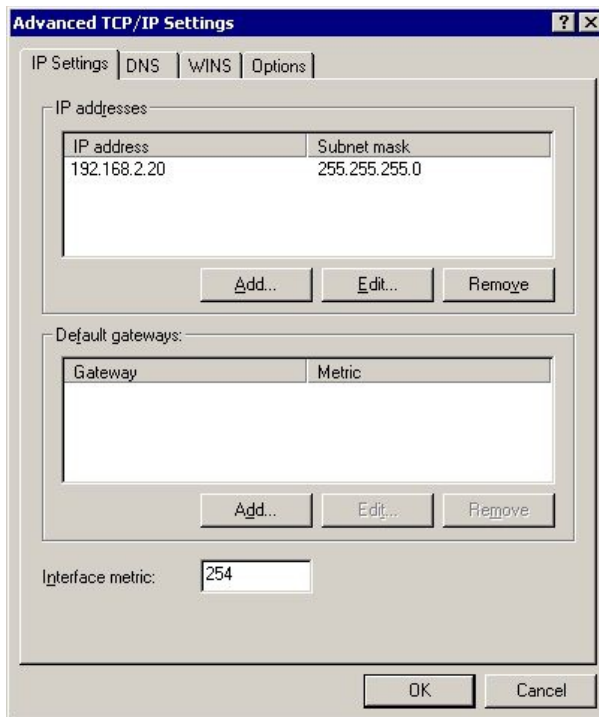 Advanced TCP/IP Settings
IP Settings DNS WINS Options
IP addresses
IP address Subnet mask
192.168.2.20 255.255.255.0
Add... Edit... Remove
Default gateways:
Gateway Metric
Add... Edit... Remove
Interface metric: 254
OK Cancel